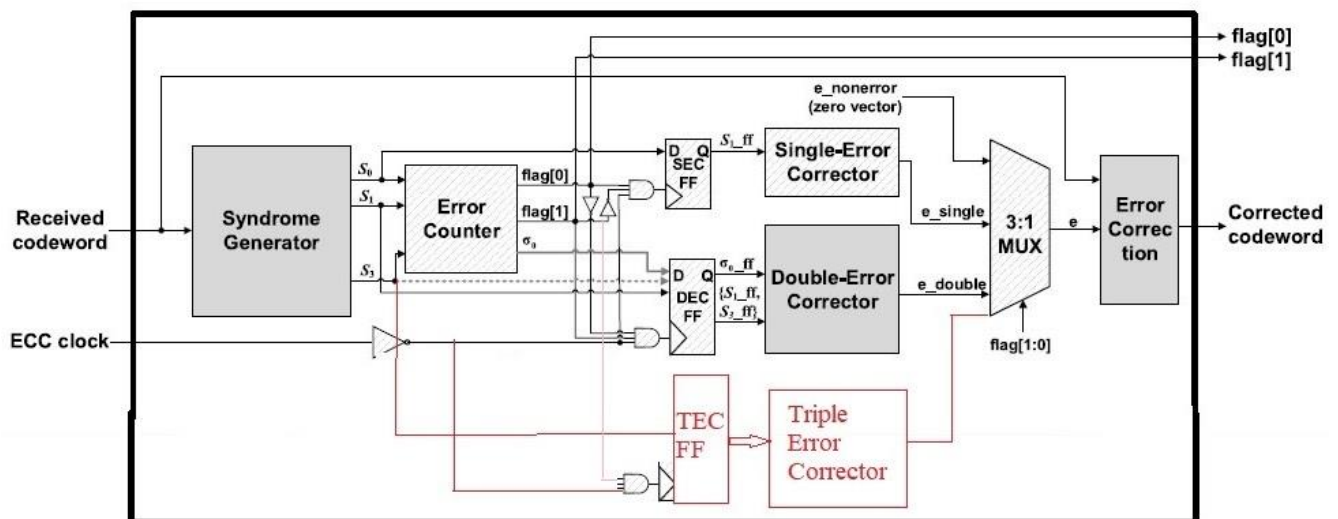 flag[0]
flag[1]
e_nonerror
(zero vector)
S₀
S₁
S₃
Syndrome
Generator
Received
codeword
Error
Counter
flag[0]
flag[1]
σ₀
D Q
SEC
FF
S₁_ff
Single-Error
Corrector
e_single
D Q
DEC
FF
σ₀_ff
{S₁_ff,
S₃_ff}
Double-Error
Corrector
e_double
3:1
MUX
e
flag[1:0]
Error
Correc
tion
Corrected
codeword
ECC clock
TEC
FF
Triple
Error
Corrector